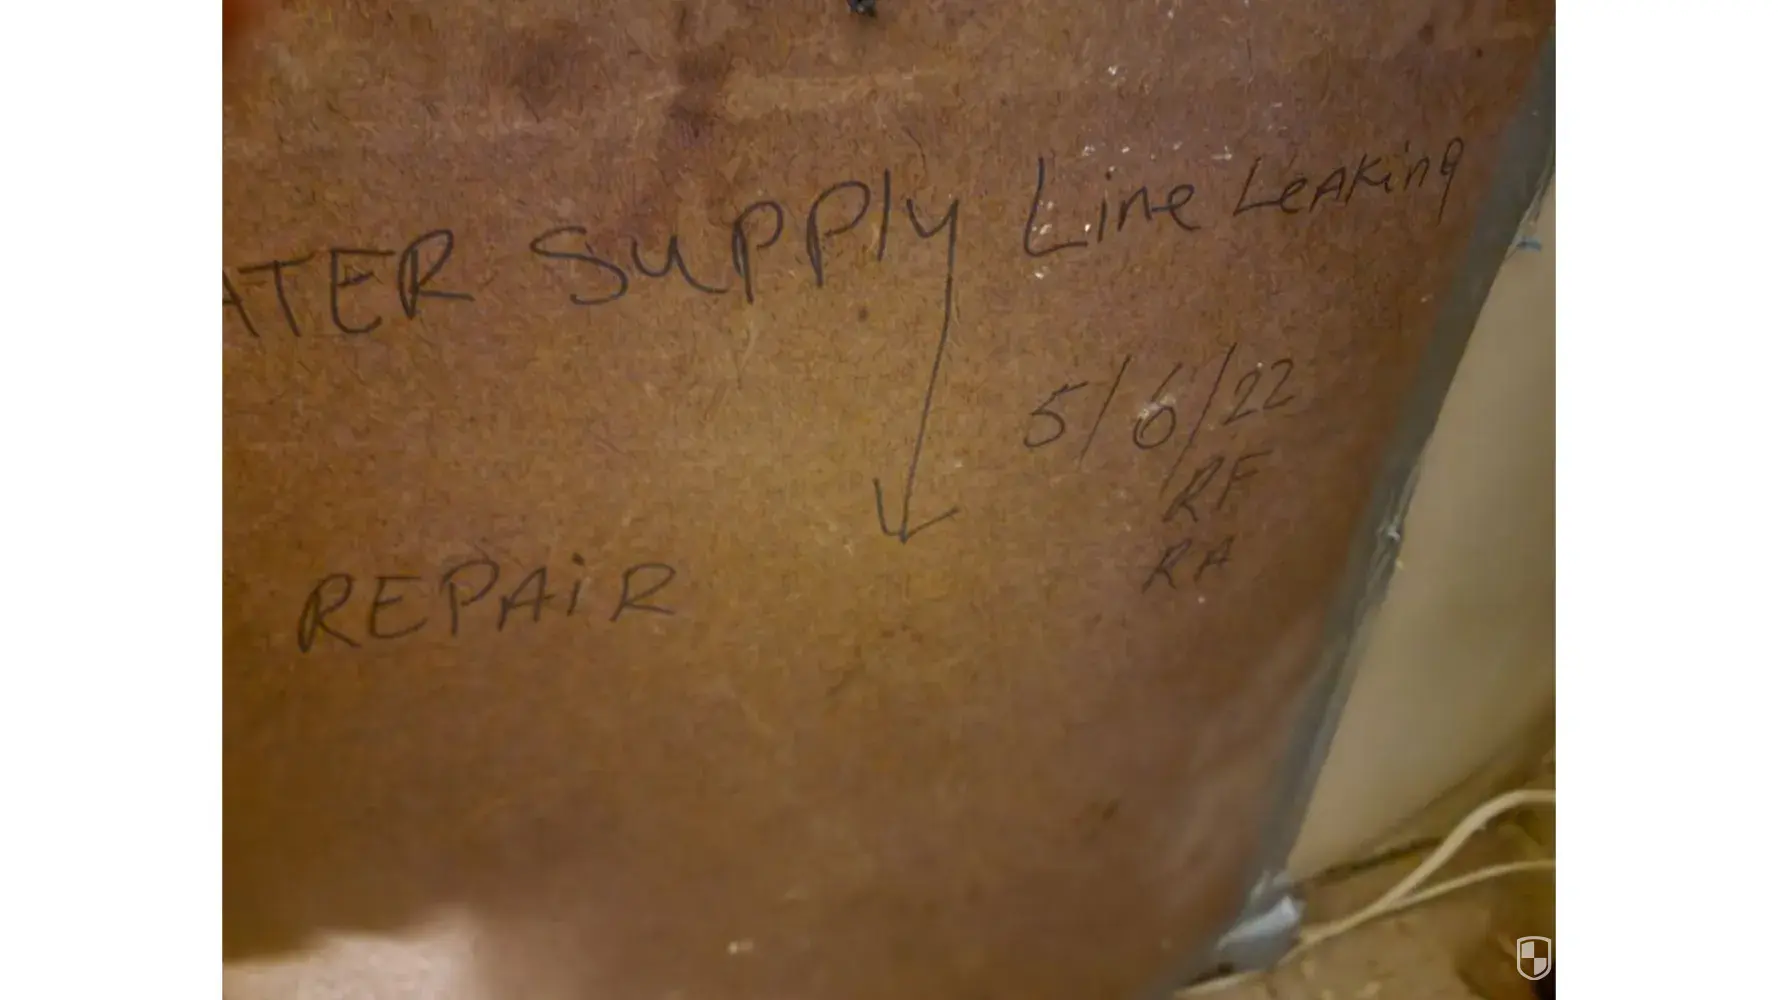 ATER SUPPly Line LeAKing
5/6/22
RF
RA
REPAiR